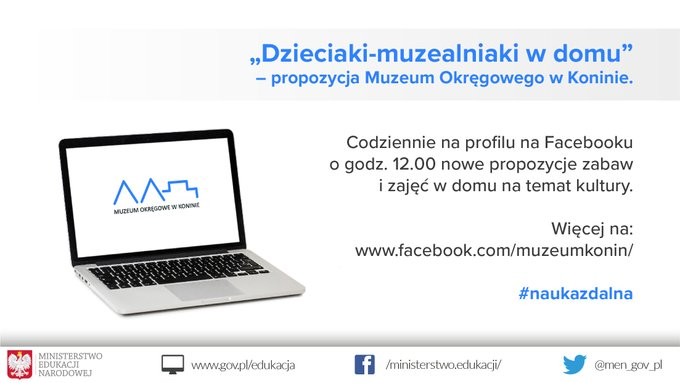 „Dzieciaki-muzealniaki w domu”
– propozycja Muzeum Okręgowego w Koninie.
Codziennie na profilu na Facebooku
o godz. 12.00 nowe propozycje zabaw
i zajęć w domu na temat kultury.
Więcej na:
www.facebook.com/muzeumkonin/
#naukazdalna
MUZEUM OKRĘGOWE W KONINIE
MINISTERSTWO
EDUKACJI
NARODOWEJ
www.gov.pl/edukacja
/ministerstwo.edukacji/
@men_gov_pl